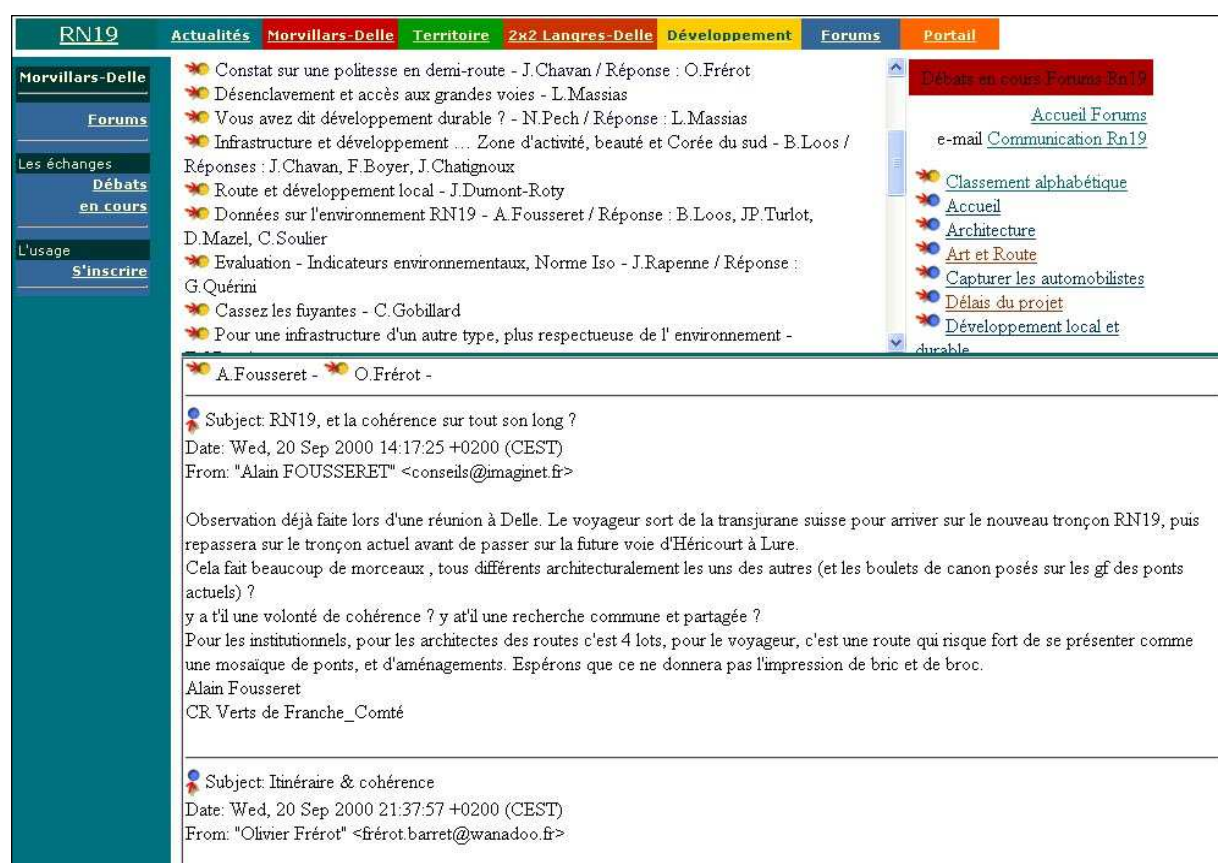 RN19
Actualités Morvillars-Delle Territoire 2x2 Langres-Delle Développement Forums Portail
Morvillars-Delle
Forums
Les échanges
Débats
en cours
L'usage
S'inscrire
Constat sur une politesse en demi-route - J.Chavan / Réponse : O.Frérot
Désenclavement et accès aux grandes voies - L.Massias
Vous avez dit développement durable ? - N.Pech / Réponse : L.Massias
Infrastructure et développement ... Zone d'activité, beauté et Corée du sud - B.Loos /
Réponses : J.Chavan, F.Boyer, J.Chatignoux
Route et développement local - J.Dumont-Roty
Données sur l'environnement RN19 - A.Fousseret / Réponse : B.Loos, JP.Turlot,
D.Mazel, C.Soulier
Evaluation - Indicateurs environnementaux, Norme Iso - J.Rapenne / Réponse :
G.Quérini
Cassez les fuyantes - C.Gobillard
Pour une infrastructure d'un autre type, plus respectueuse de l' environnement -
Débats en cours Forums Rn19
Accueil Forums
e-mail Communication Rn19
Classement alphabétique
Accueil
Architecture
Art et Route
Capturer les automobilistes
Délais du projet
Développement local et
durable
A.Fousseret - O.Frérot -
Subject: RN19, et la cohérence sur tout son long ?
Date: Wed, 20 Sep 2000 14:17:25 +0200 (CEST)
From: "Alain FOUSSERET" <conseils@imaginet.fr>
Observation déjà faite lors d'une réunion à Delle. Le voyageur sort de la transjurane suisse pour arriver sur le nouveau tronçon RN19, puis
repassera sur le tronçon actuel avant de passer sur la future voie d'Héricourt à Lure.
Cela fait beaucoup de morceaux , tous différents architecturalement les uns des autres (et les boulets de canon posés sur les gf des ponts
actuels) ?
y a t'il une volonté de cohérence ? y at'il une recherche commune et partagée ?
Pour les institutionnels, pour les architectes des routes c'est 4 lots, pour le voyageur, c'est une route qui risque fort de se présenter comme
une mosaïque de ponts, et d'aménagements. Espérons que ce ne donnera pas l'impression de bric et de broc.
Alain Fousseret
CR Verts de Franche_Comté
Subject: Itinéraire & cohérence
Date: Wed, 20 Sep 2000 21:37:57 +0200 (CEST)
From: "Olivier Frérot" <frérot.barret@wanadoo.fr>